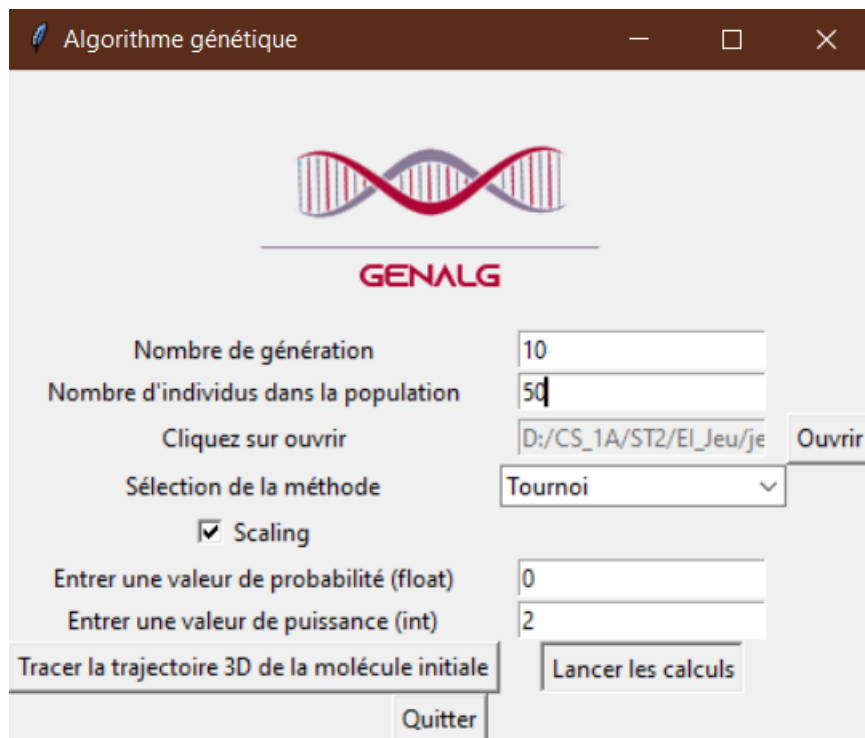 Algorithme génétique
GENALG
Nombre de génération 10
Nombre d'individus dans la population 50
Cliquez sur ouvrir D:/CS_1A/ST2/EI_Jeu/je Ouvrir
Sélection de la méthode Tournoi
Scaling
Entrer une valeur de probabilité (float) 0
Entrer une valeur de puissance (int) 2
Tracer la trajectoire 3D de la molécule initiale Lancer les calculs
Quitter